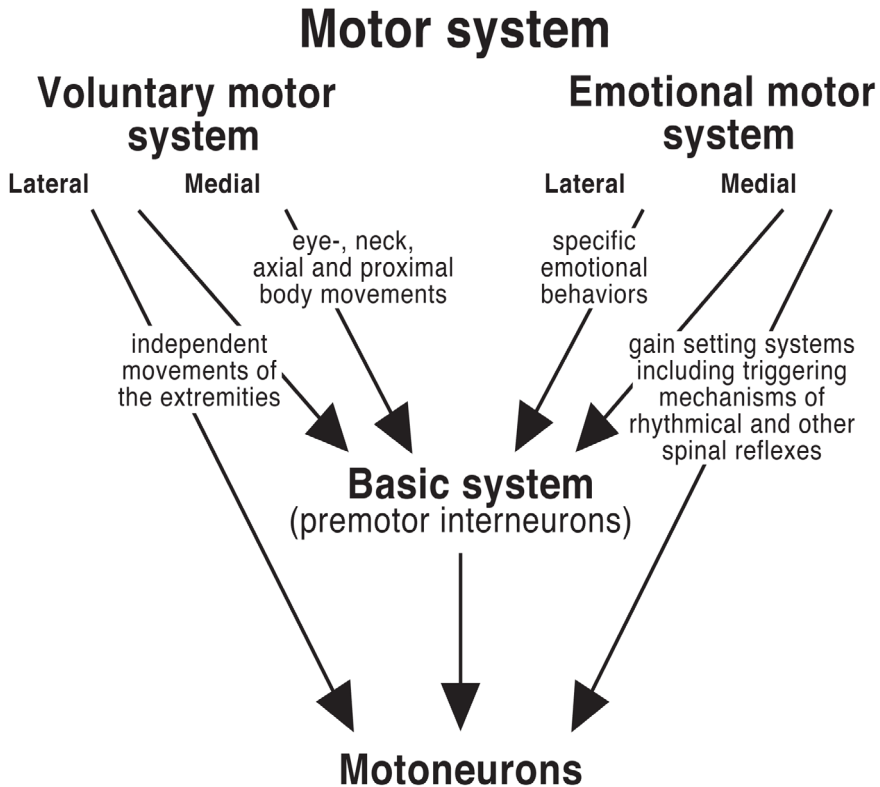 Motor system
Voluntary motor
system
Emotional motor
system
Lateral
Medial
Lateral
Medial
eye-, neck,
axial and proximal
body movements
specific
emotional
behaviors
independent
movements of
the extremities
gain setting systems
including triggering
mechanisms of
rhythmical and other
spinal reflexes
Basic system
(premotor interneurons)
Motoneurons